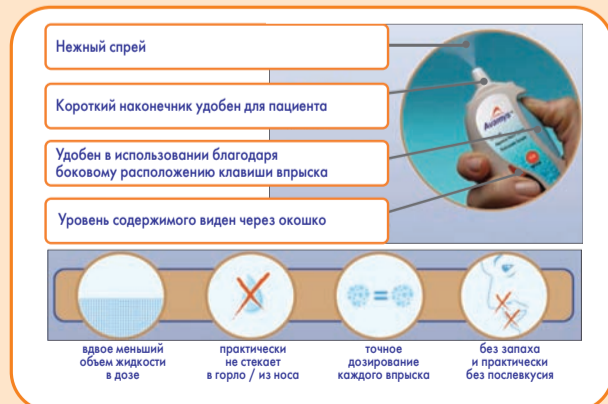 Нежный спрей
Короткий наконечник удобен для пациента
Удобен в использовании благодаря
боковому расположению клавиши впрыска
Уровень содержимого виден через окошко
Avamys
вдвое меньший
объем жидкости
в дозе
практически
не стекает
в горло / из носа
точное
дозирование
каждого впрыска
без запаха
и практически
без послевкусия